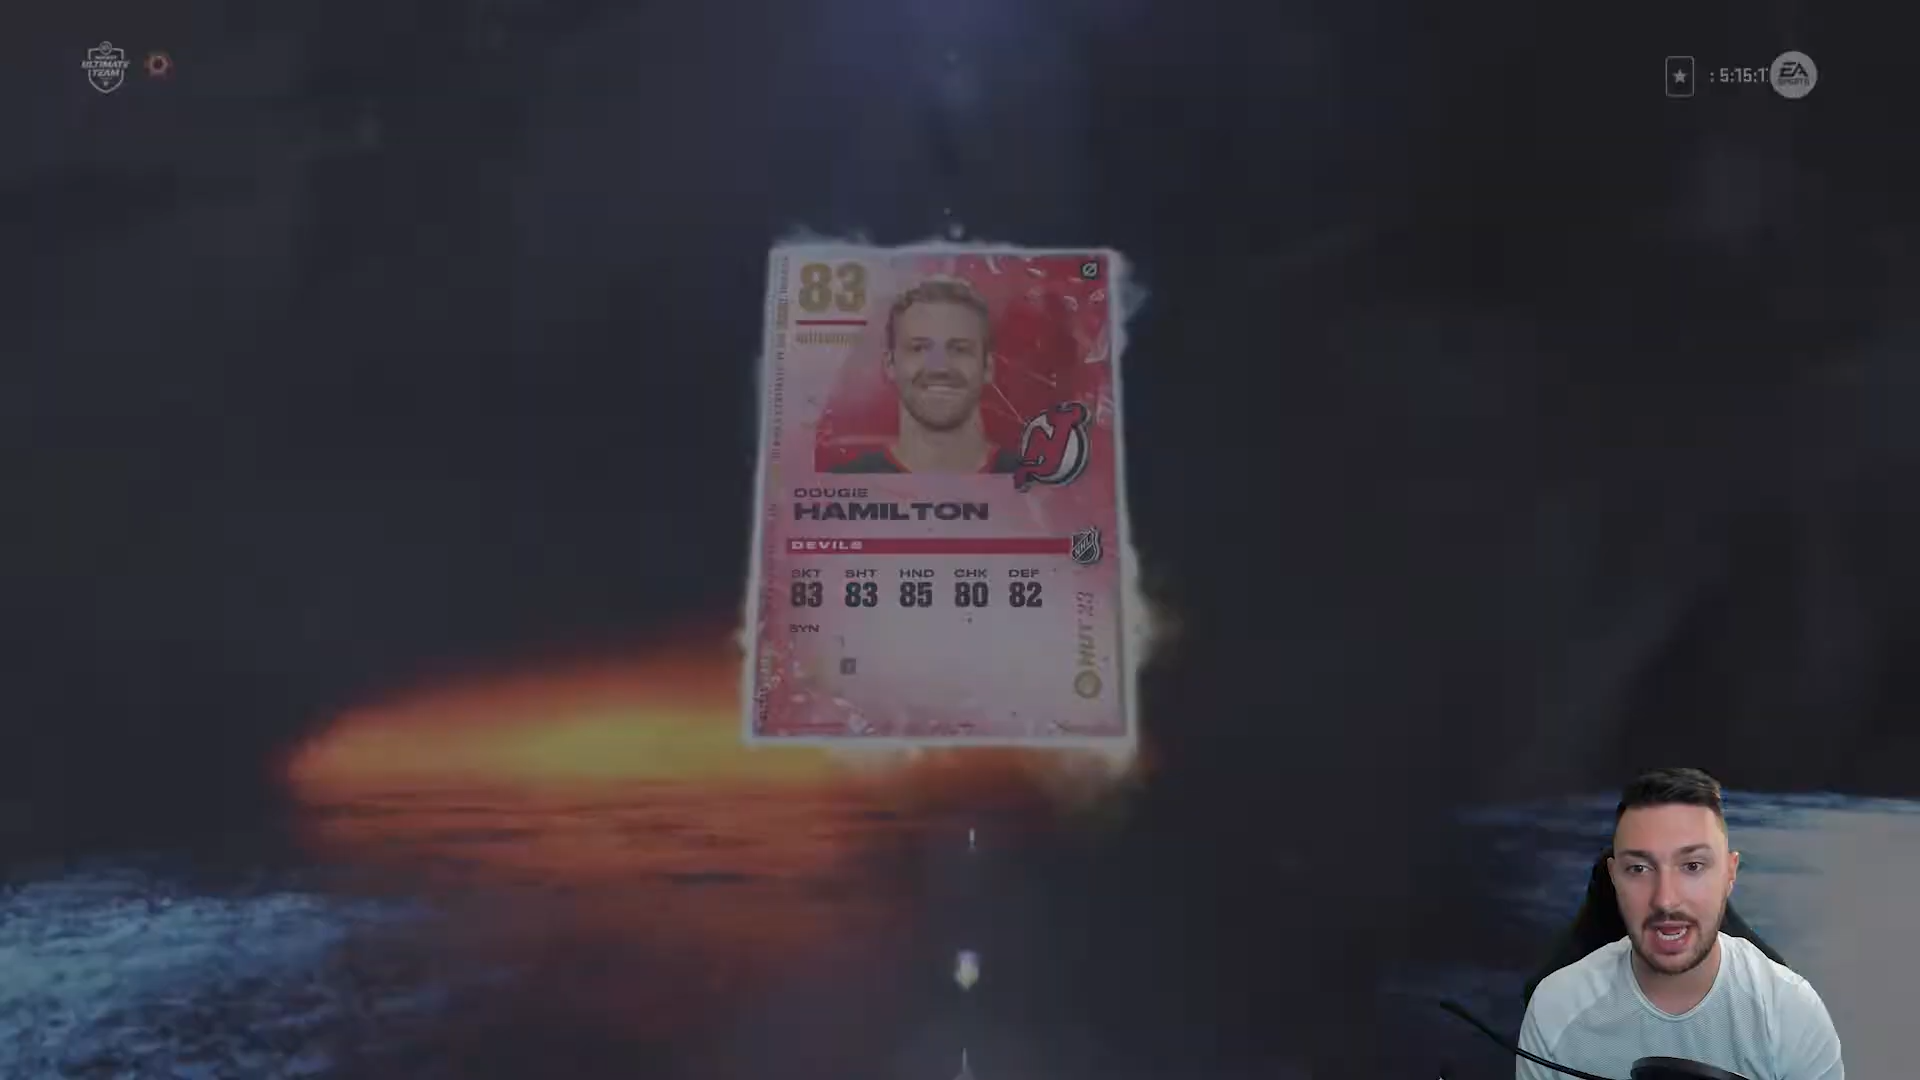 ULTIMATE
TEAM
: 5:15:1
EA
SPORTS
83
DOUGIE
HAMILTON
DEVILS
NHL
SKT SHT HND CHK DEF
83 83 85 80 82
SYN
HUT 23